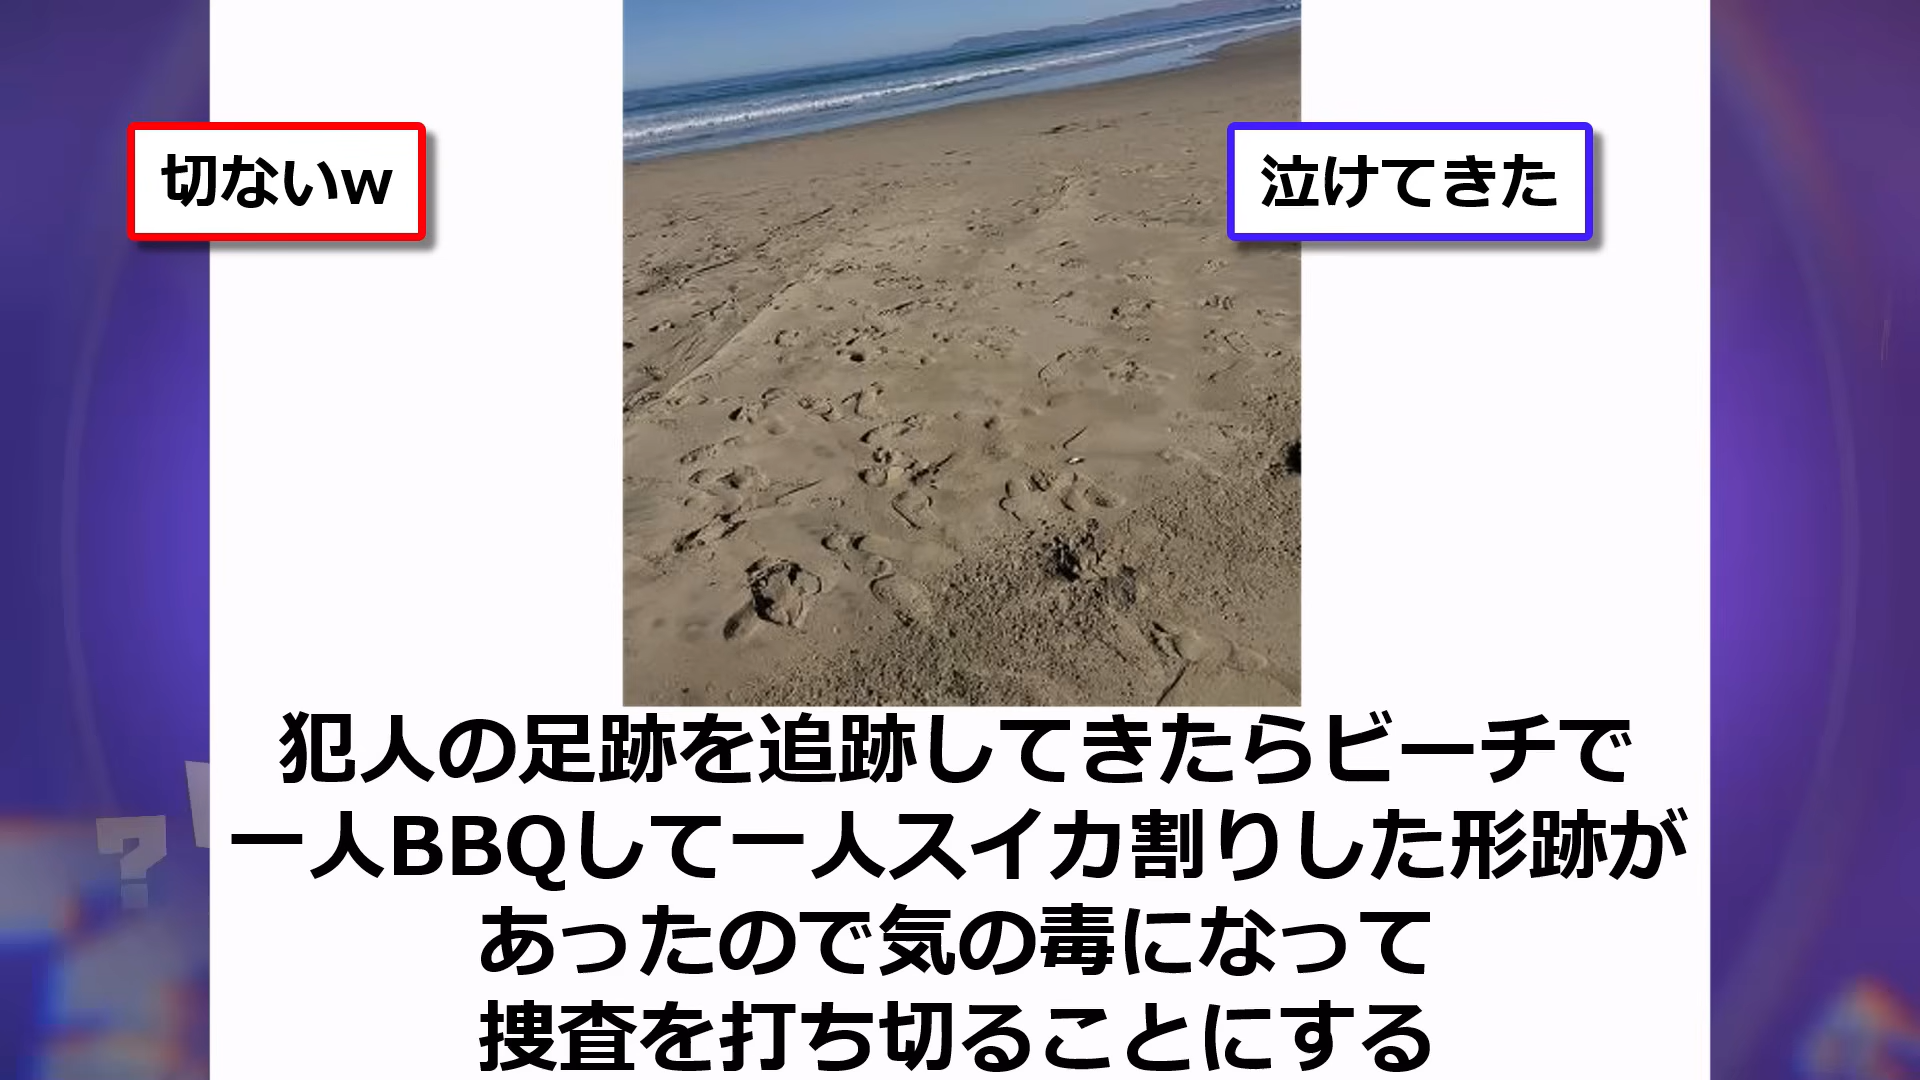 切ないw
泣けてきた
犯人の足跡を追跡してきたらビーチで
一人BBQして一人スイカ割りした形跡が
あったので気の毒になって
捜査を打ち切ることにする
?